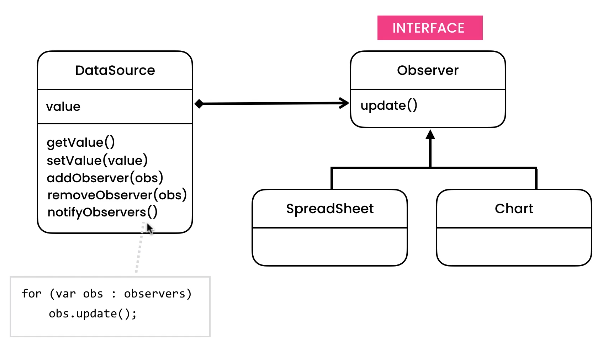 INTERFACE
DataSource
value
getValue()
setValue(value)
addObserver(obs)
removeObserver(obs)
notifyObservers()
Observer
update()
SpreadSheet
Chart
for (var obs : observers)
    obs.update();